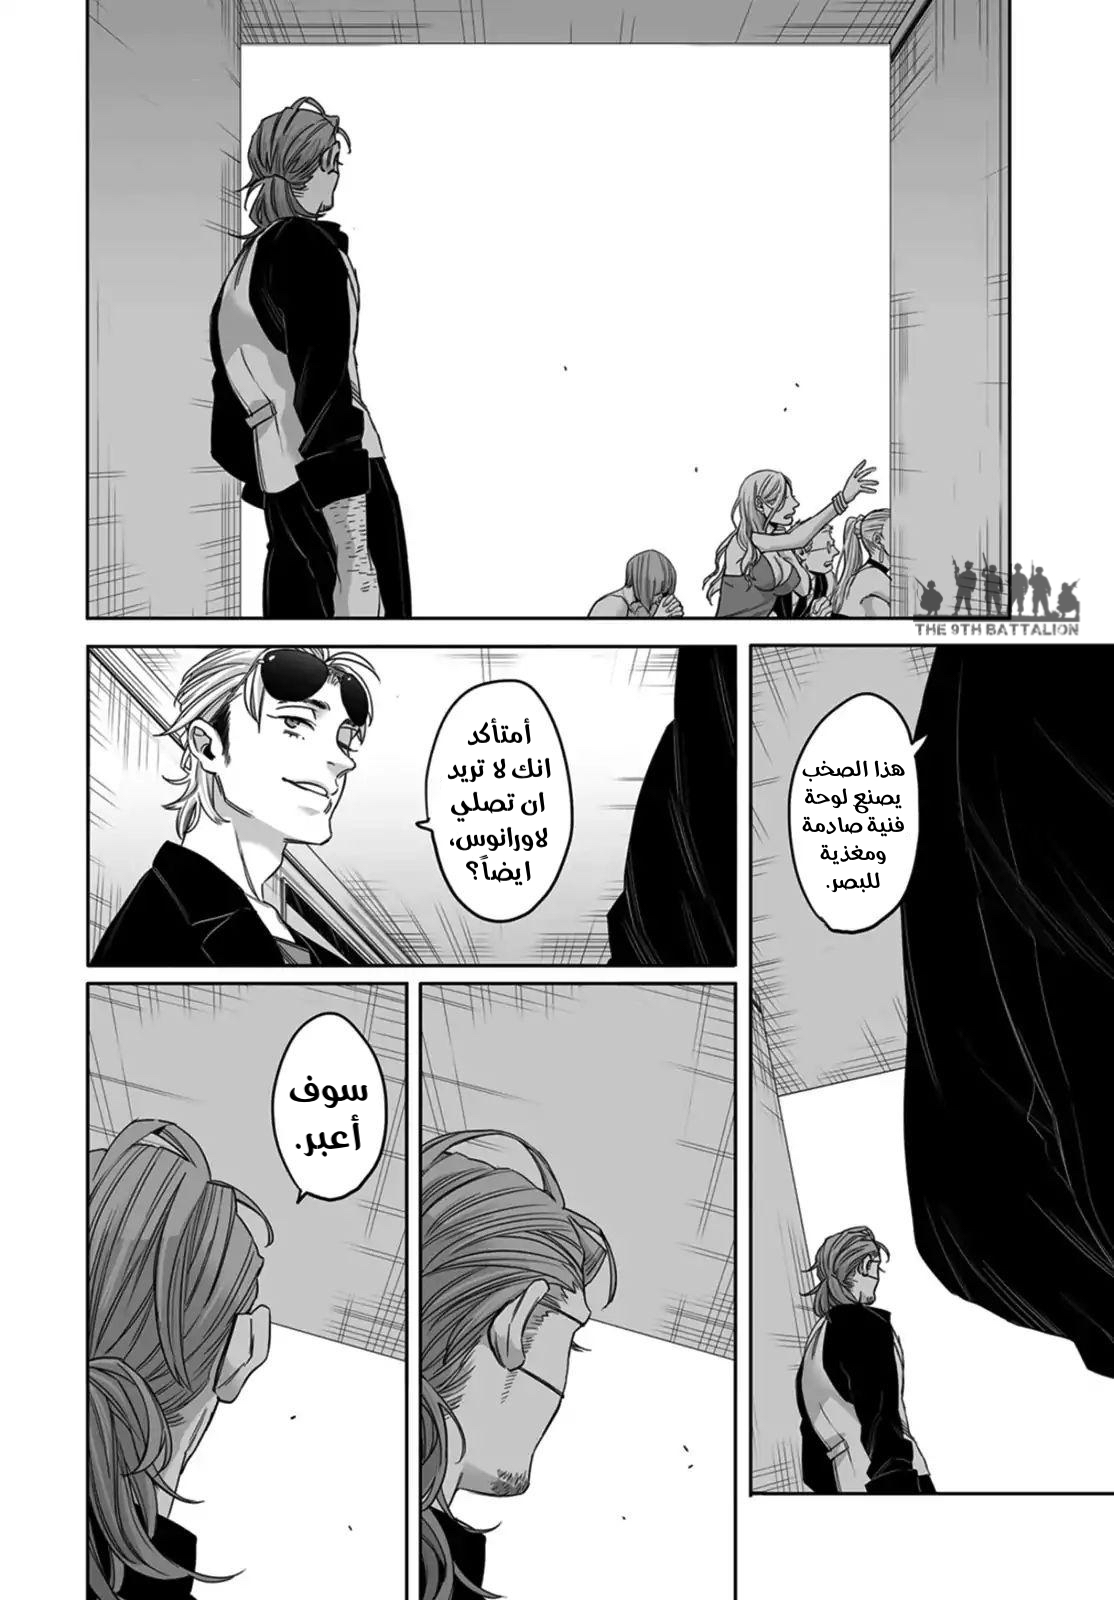 THE 9TH BATTALION
هذا الصخب
يصنع لوحة
فنية صادمة
ومغذية
للبصر.
أمتأكد
انك لا تريد
ان تصلي
لاورانوس،
ايضاً؟
سوف
أعبر.